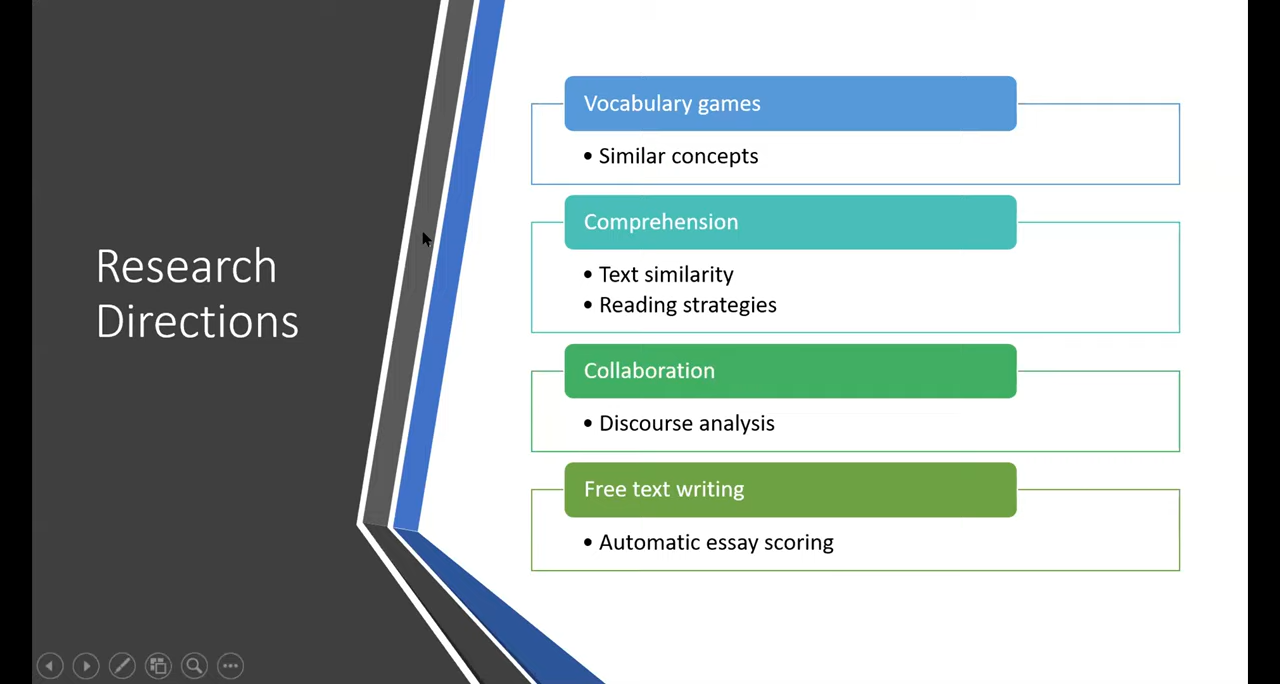 Research
Directions
Vocabulary games
• Similar concepts
Comprehension
• Text similarity
• Reading strategies
Collaboration
• Discourse analysis
Free text writing
• Automatic essay scoring